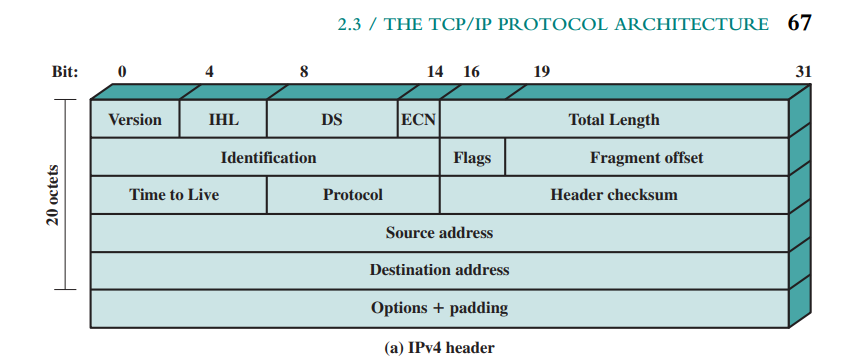 2.3 / THE TCP/IP PROTOCOL ARCHITECTURE 67
Bit: 0 4 8 14 16 19 31
Version IHL DS ECN Total Length
Identification Flags Fragment offset
Time to Live Protocol Header checksum
Source address
Destination address
Options + padding
20 octets
(a) IPv4 header